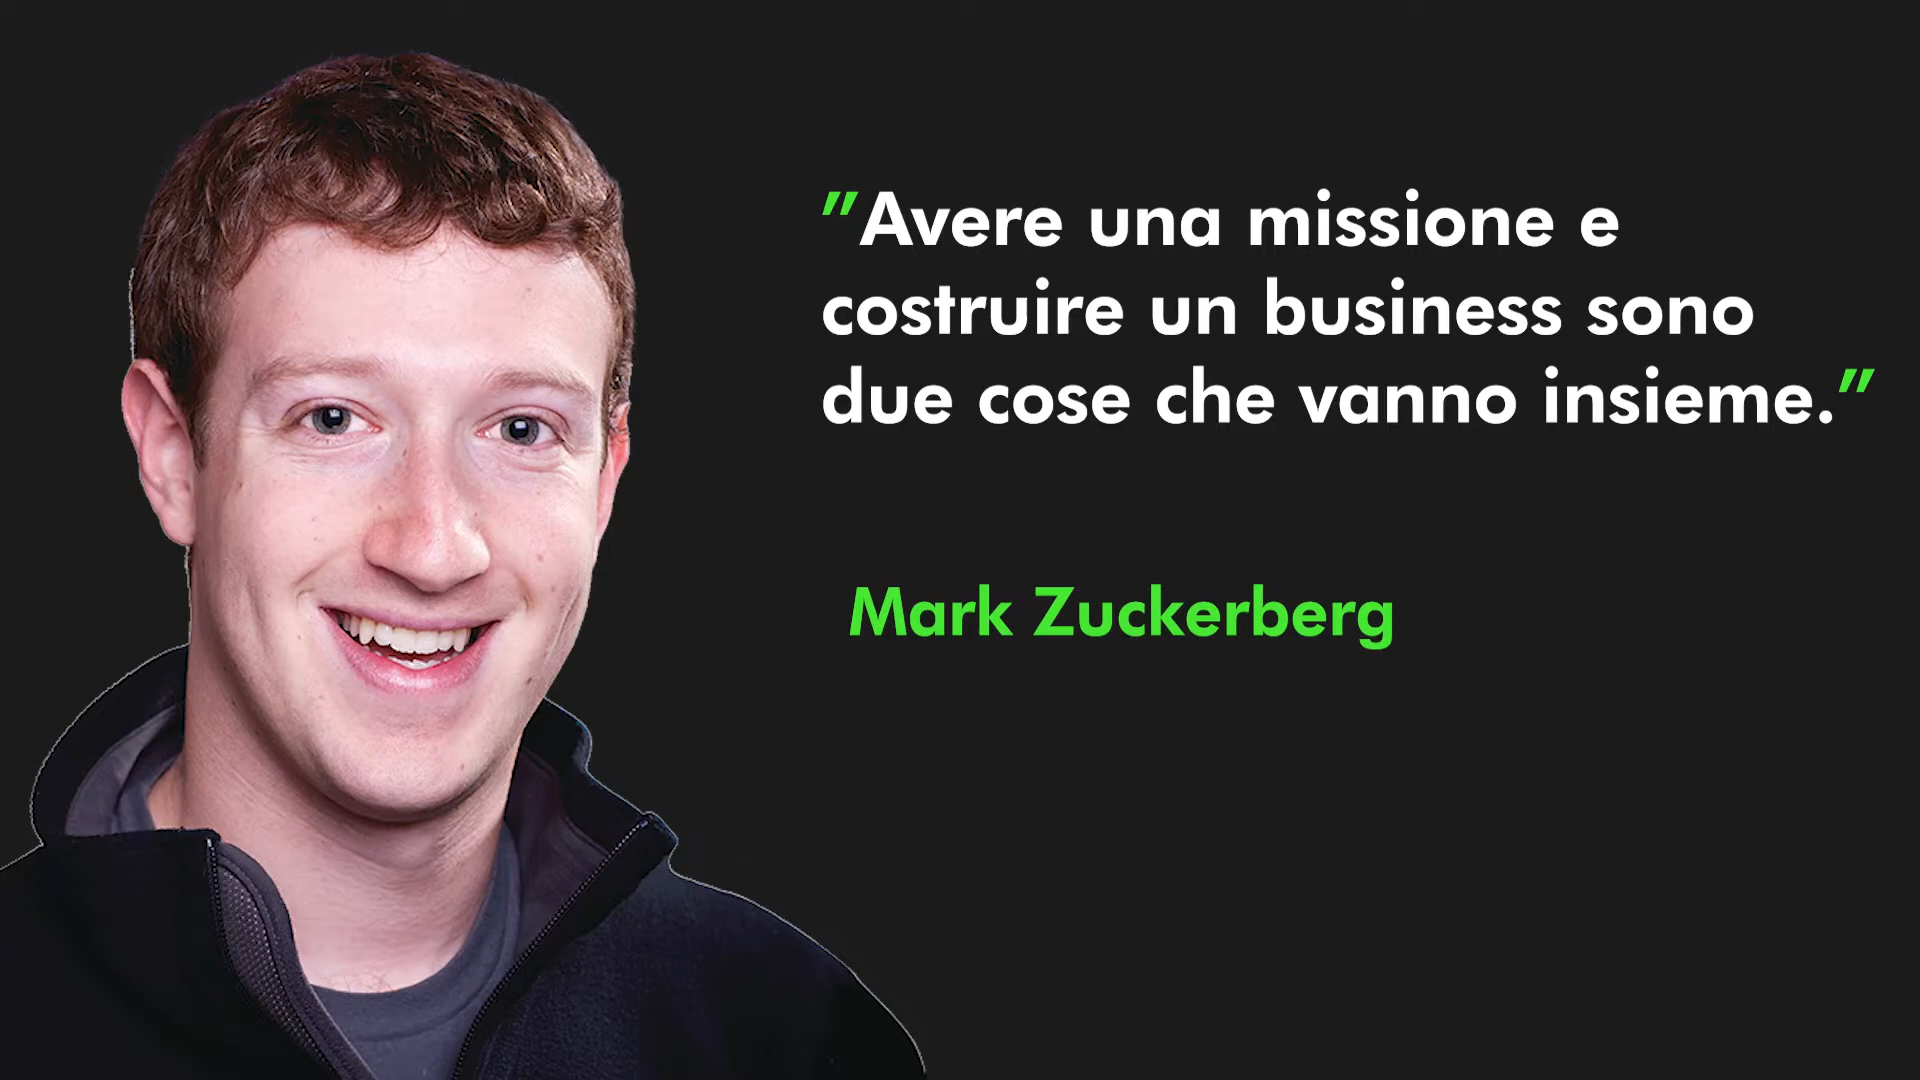 "Avere una missione e
costruire un business sono
due cose che vanno insieme."
Mark Zuckerberg